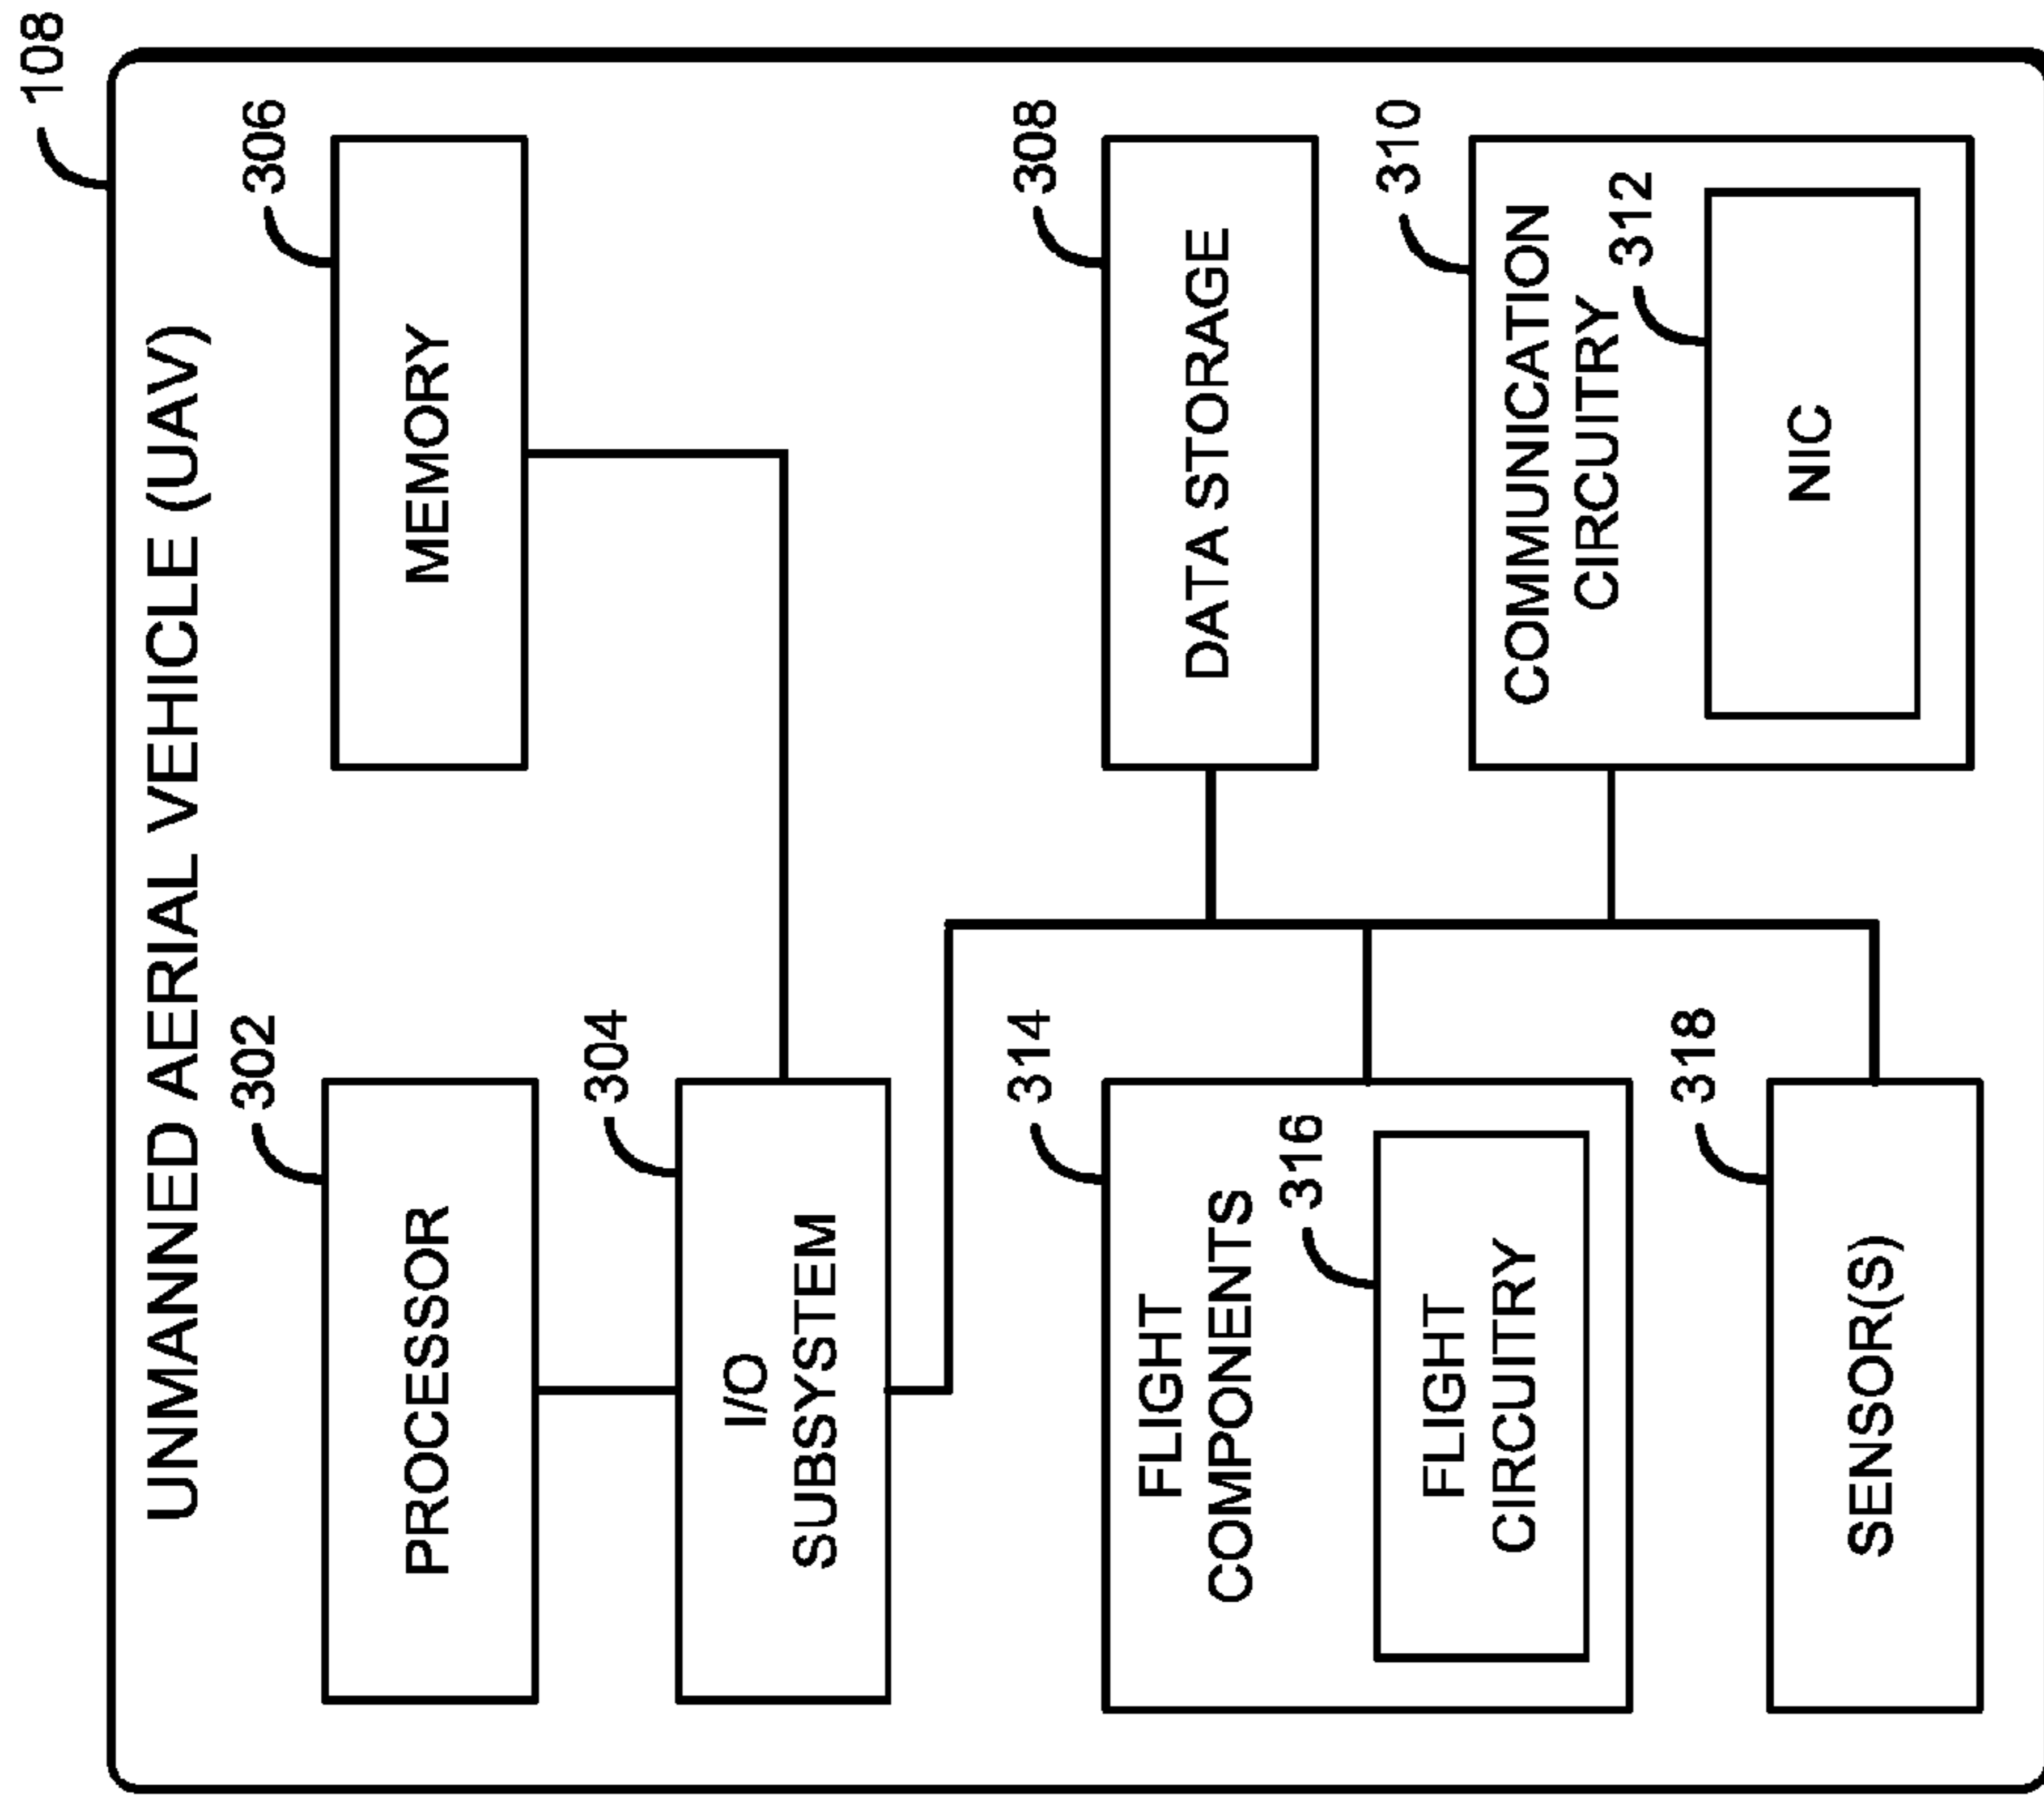 108
UNMANNED AERIAL VEHICLE (UAV)
302
PROCESSOR
306
MEMORY
304
I/O
SUBSYSTEM
314
FLIGHT
COMPONENTS
316
FLIGHT
CIRCUITRY
308
DATA STORAGE
310
COMMUNICATION
CIRCUITRY
312
NIC
318
SENSOR(S)